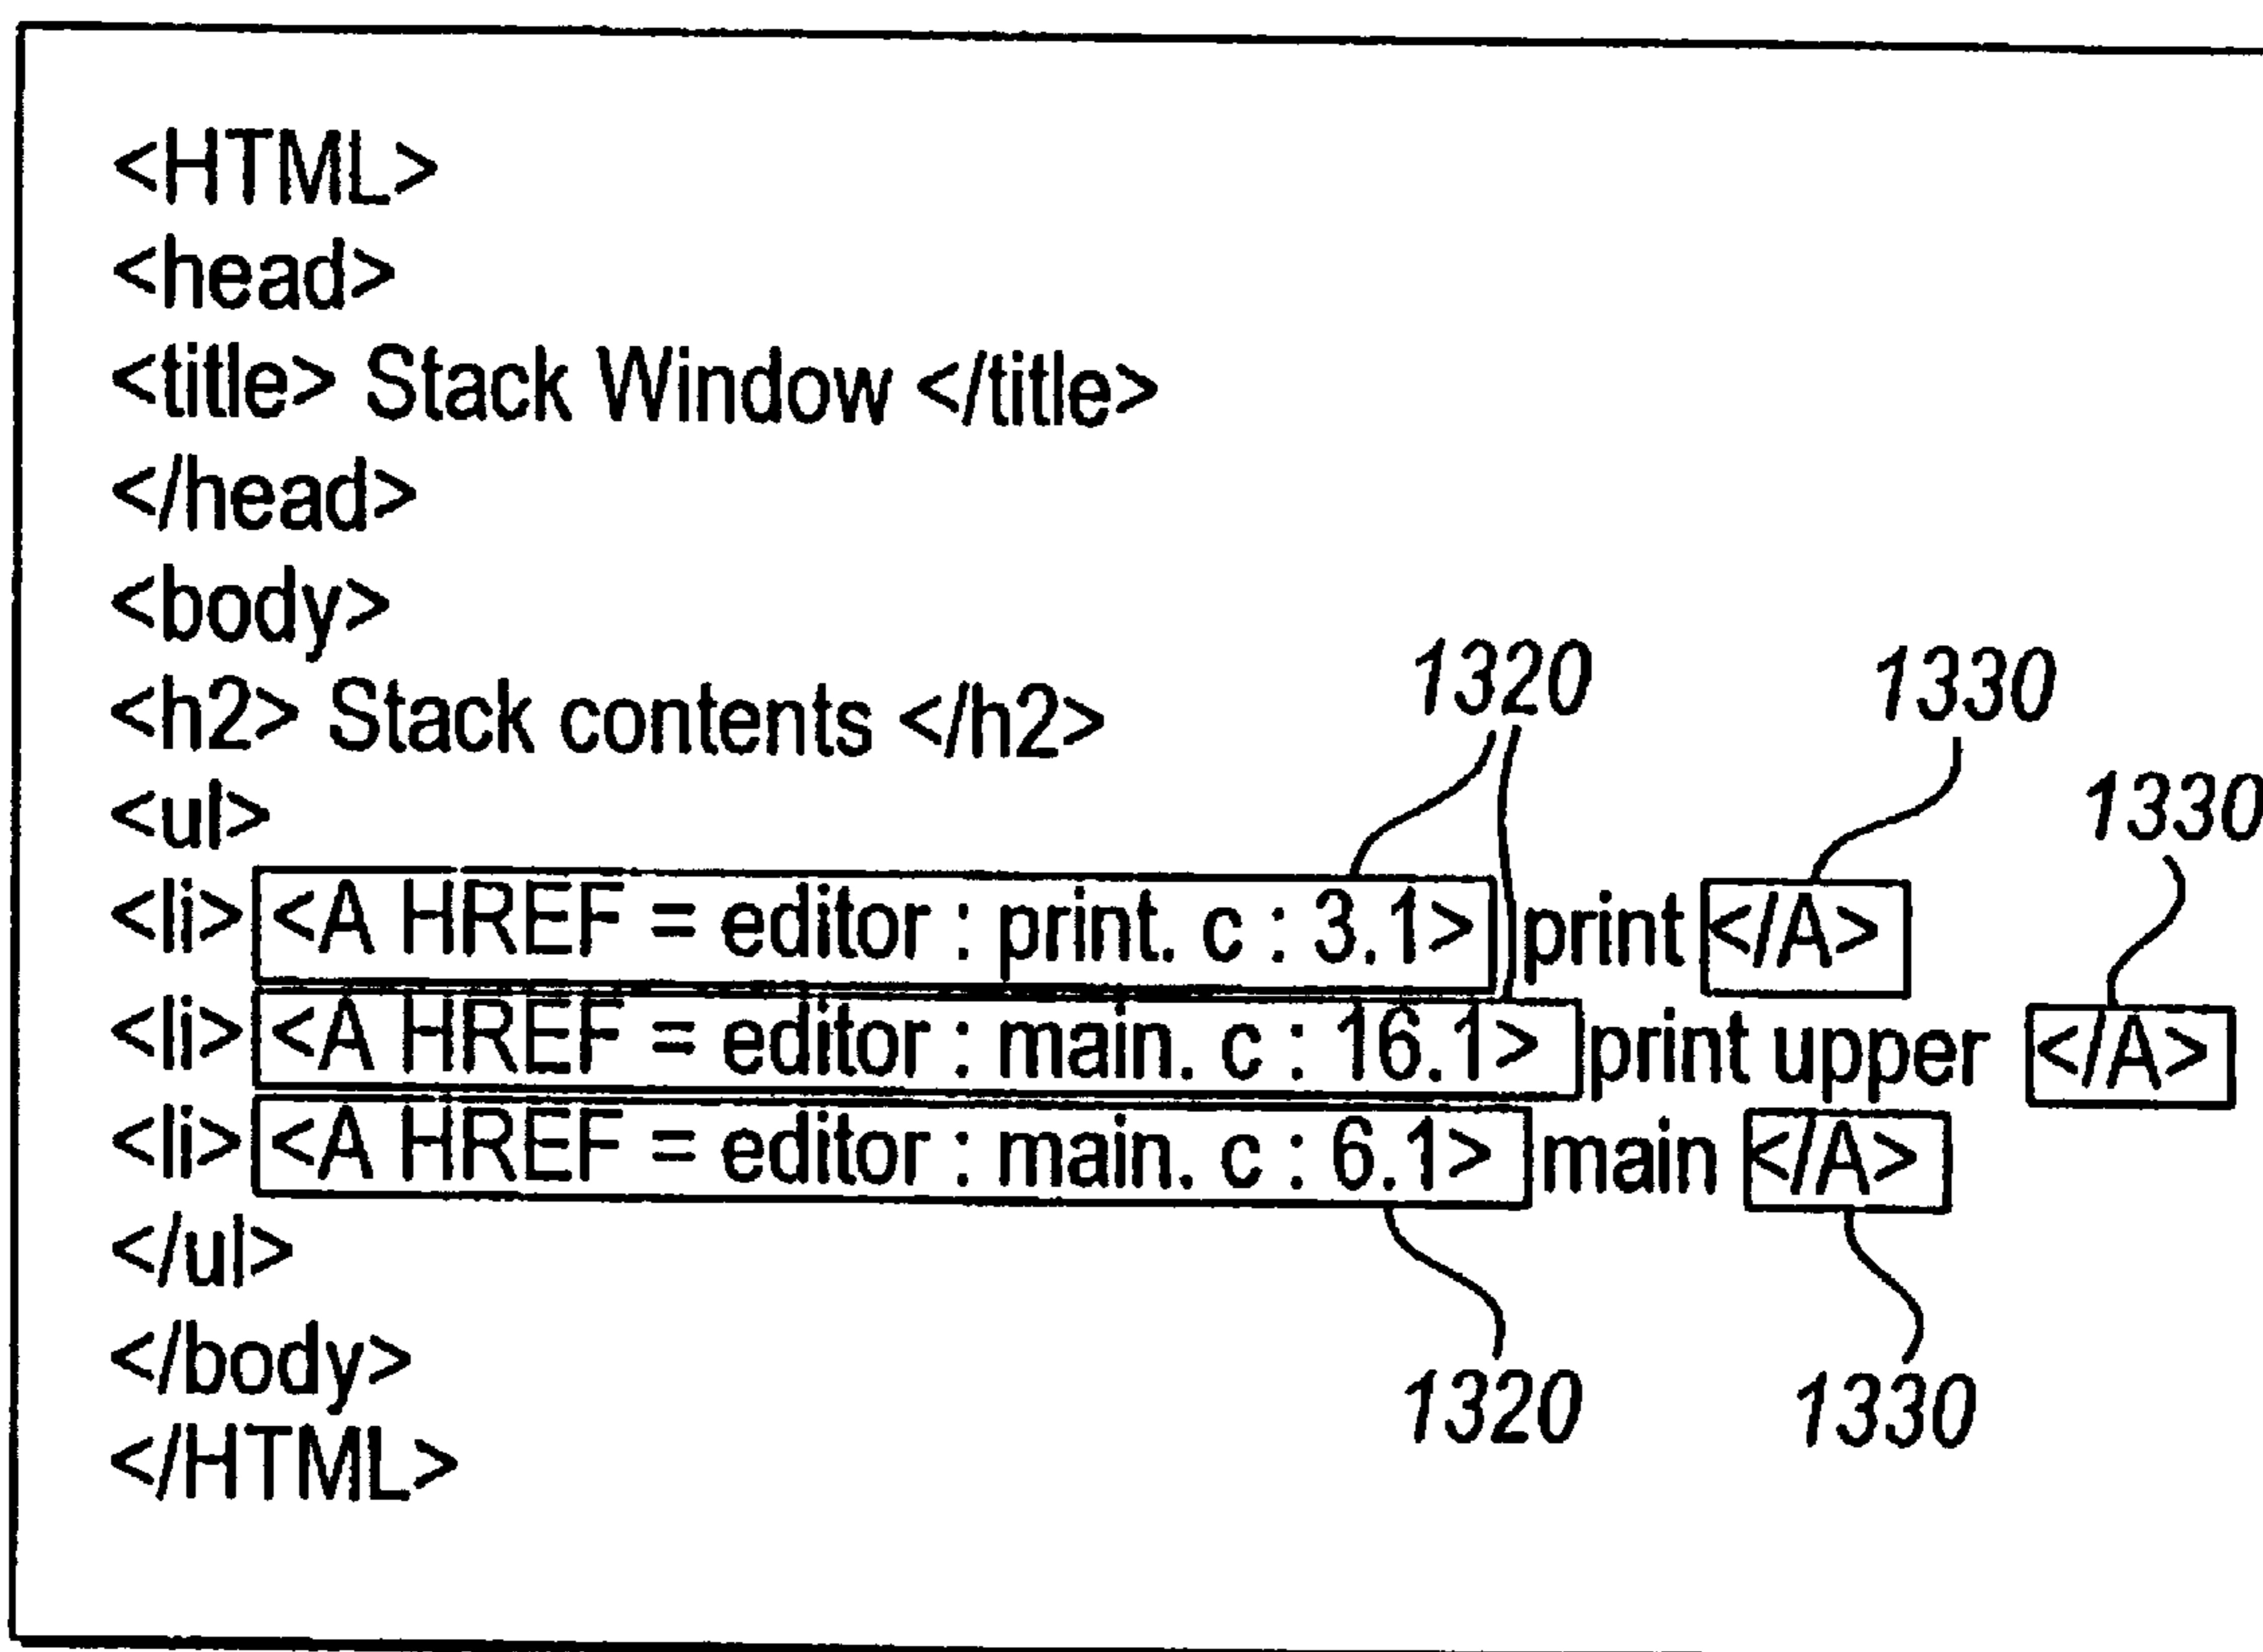 <HTML>
<head>
<title> Stack Window </title>
</head>
<body>
1320 1330
<h2> Stack contents </h2>
1330
<ul>
<li> <A HREF = editor : print. c : 3.1> print </A>
<li> <A HREF = editor : main. c : 16.1> print upper </A>
<li> <A HREF = editor : main. c : 6.1> main </A>
</ul>
</body>
1320 1330
</HTML>